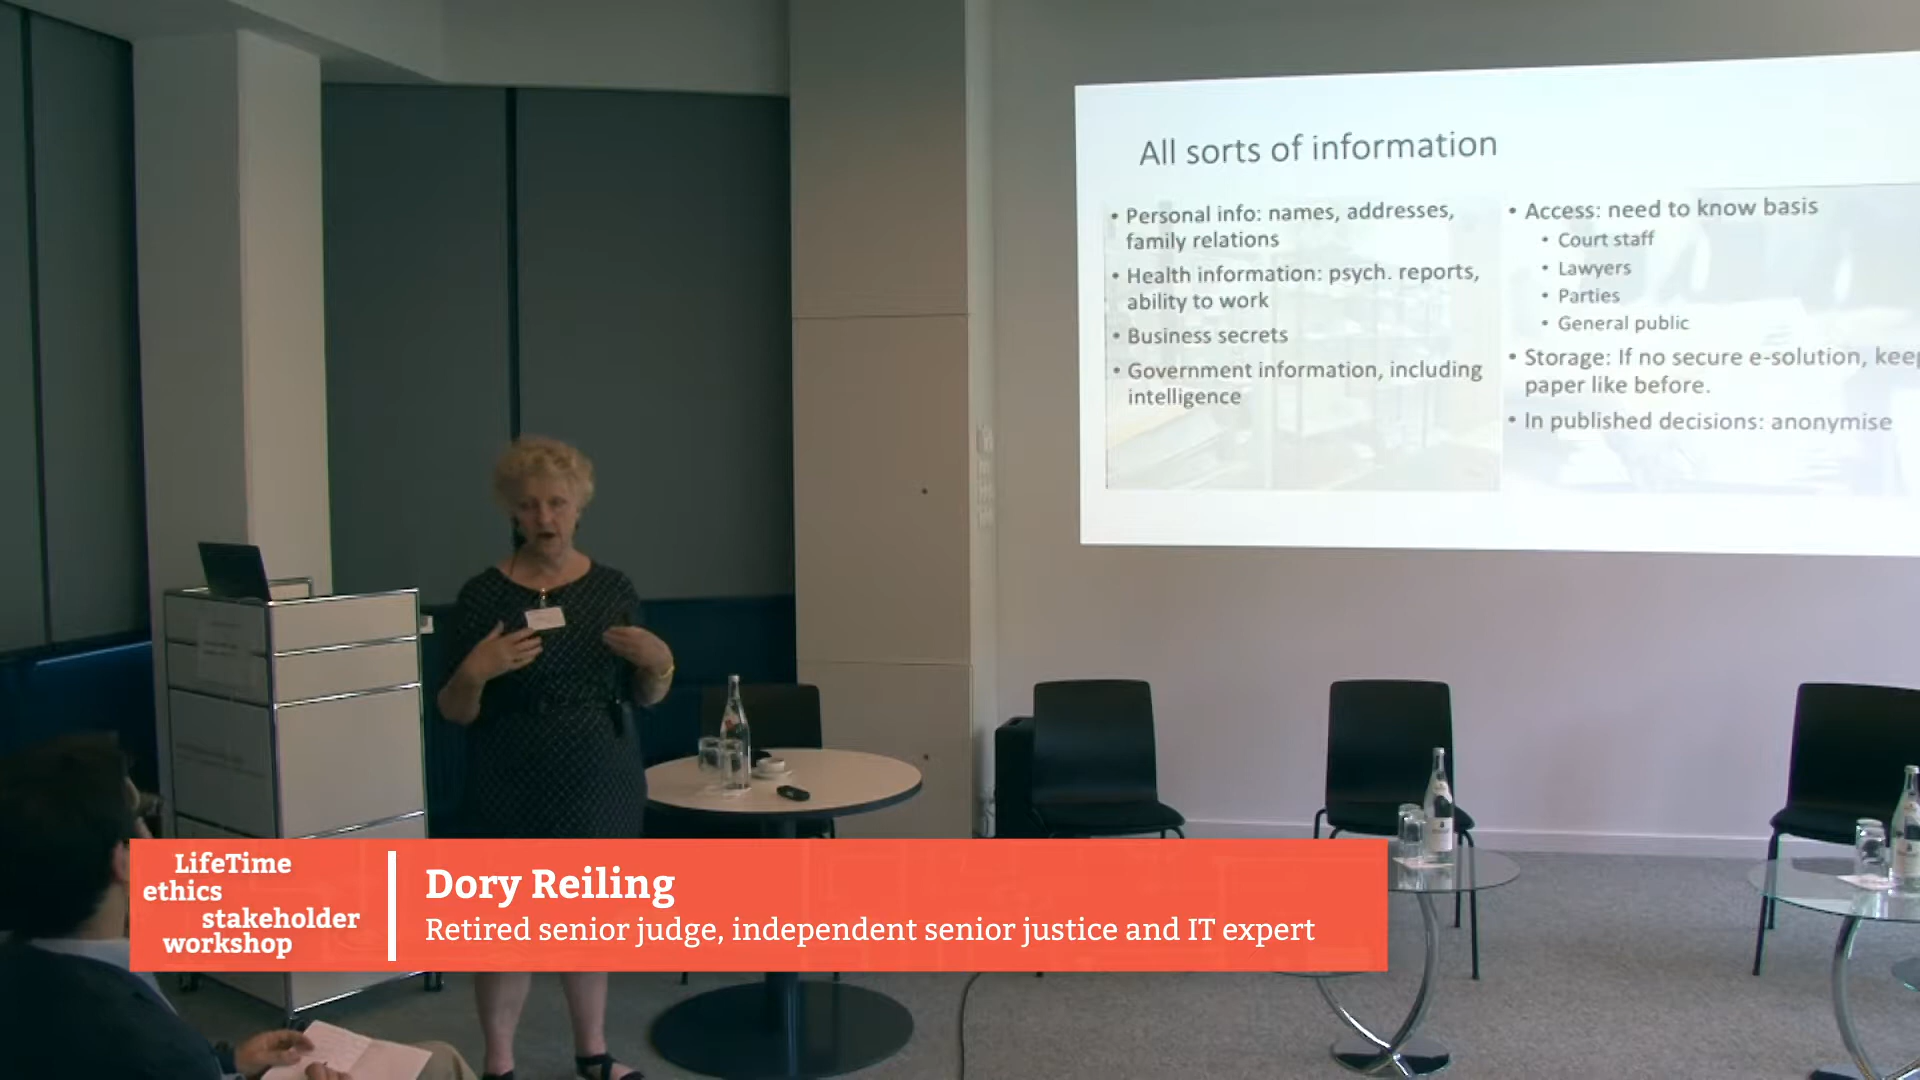 All sorts of information
• Personal info: names, addresses,
family relations
• Health information: psych. reports,
ability to work
• Business secrets
• Government information, including
intelligence
• Access: need to know basis
• Court staff
• Lawyers
• Parties
• General public
• Storage: If no secure e-solution, keep
paper like before.
• In published decisions: anonymise
LifeTime
ethics
stakeholder
workshop
Dory Reiling
Retired senior judge, independent senior justice and IT expert